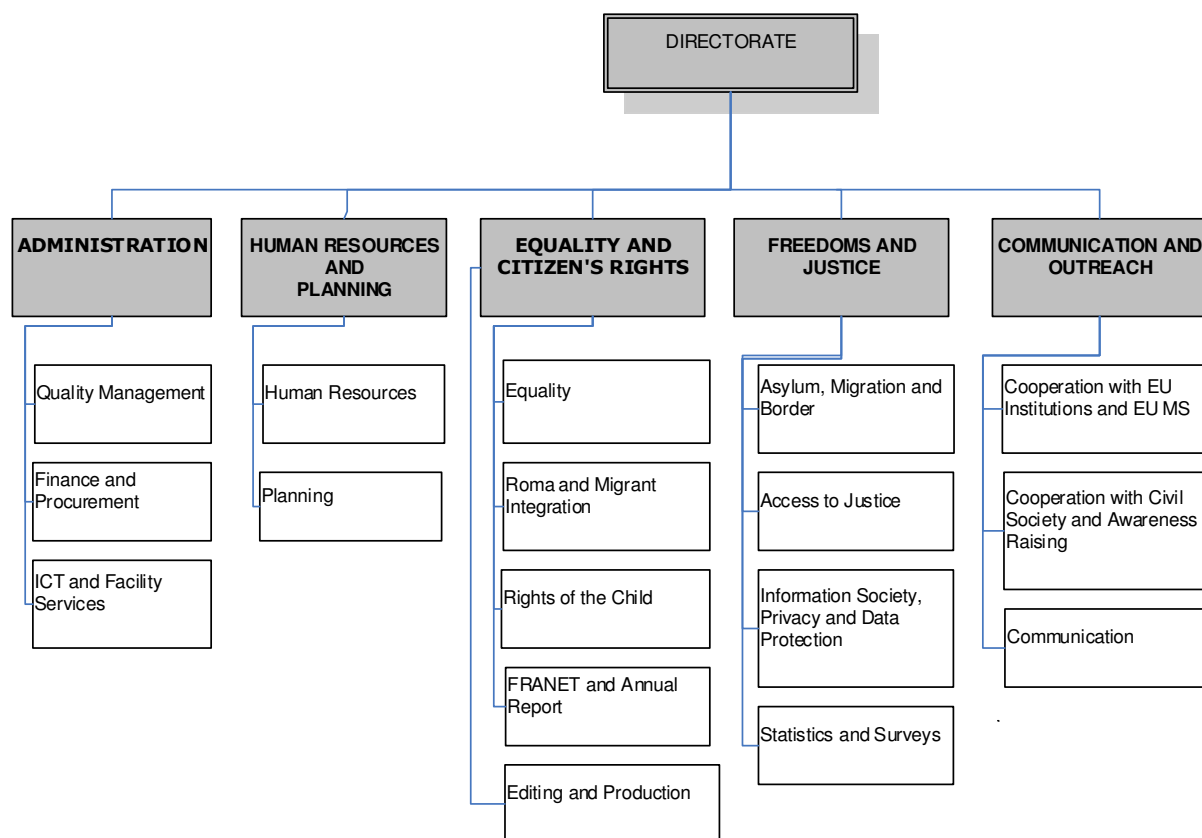 DIRECTORATE
ADMINISTRATION
HUMAN RESOURCES
AND
PLANNING
EQUALITY AND
CITIZEN'S RIGHTS
FREEDOMS AND
JUSTICE
COMMUNICATION AND
OUTREACH
Quality Management
Finance and
Procurement
ICT and Facility
Services
Human Resources
Planning
Equality
Roma and Migrant
Integration
Rights of the Child
FRANET and Annual
Report
Editing and Production
Asylum, Migration and
Border
Access to Justice
Information Society,
Privacy and Data
Protection
Statistics and Surveys
Cooperation with EU
Institutions and EU MS
Cooperation with Civil
Society and Awareness
Raising
Communication